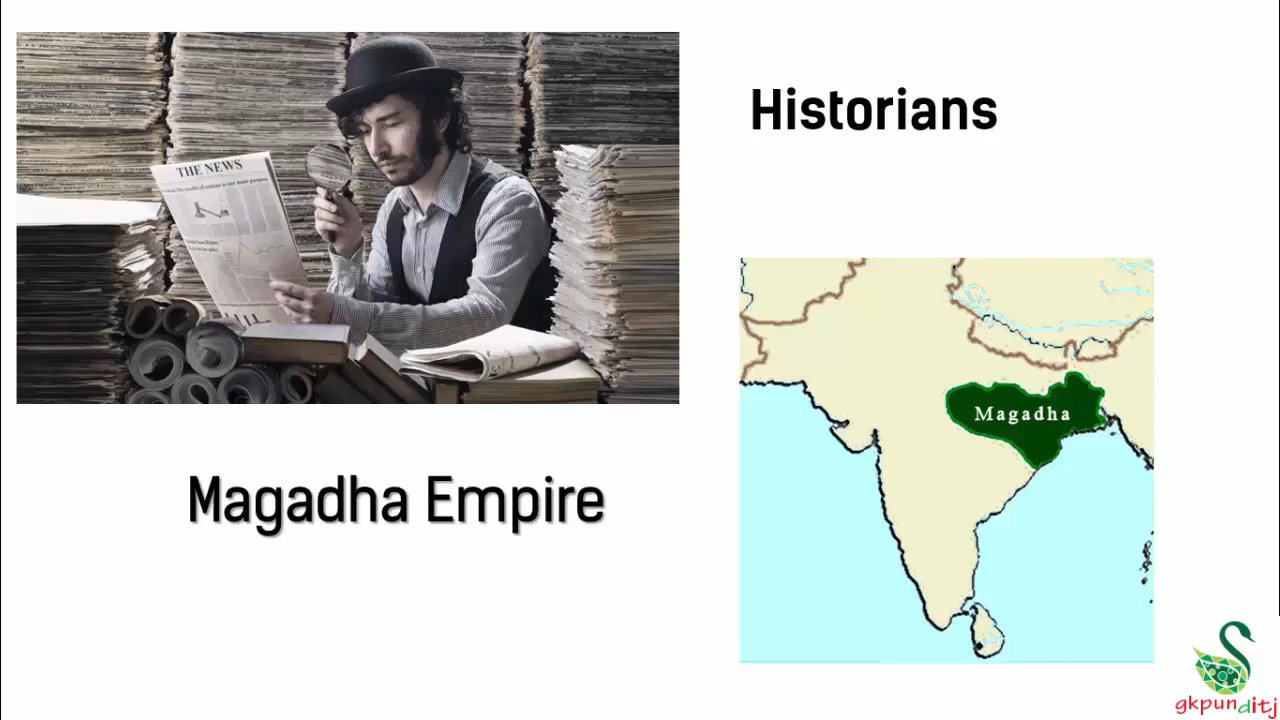 THE NEWS
Historians
Magadha
Magadha Empire
gkpunditj